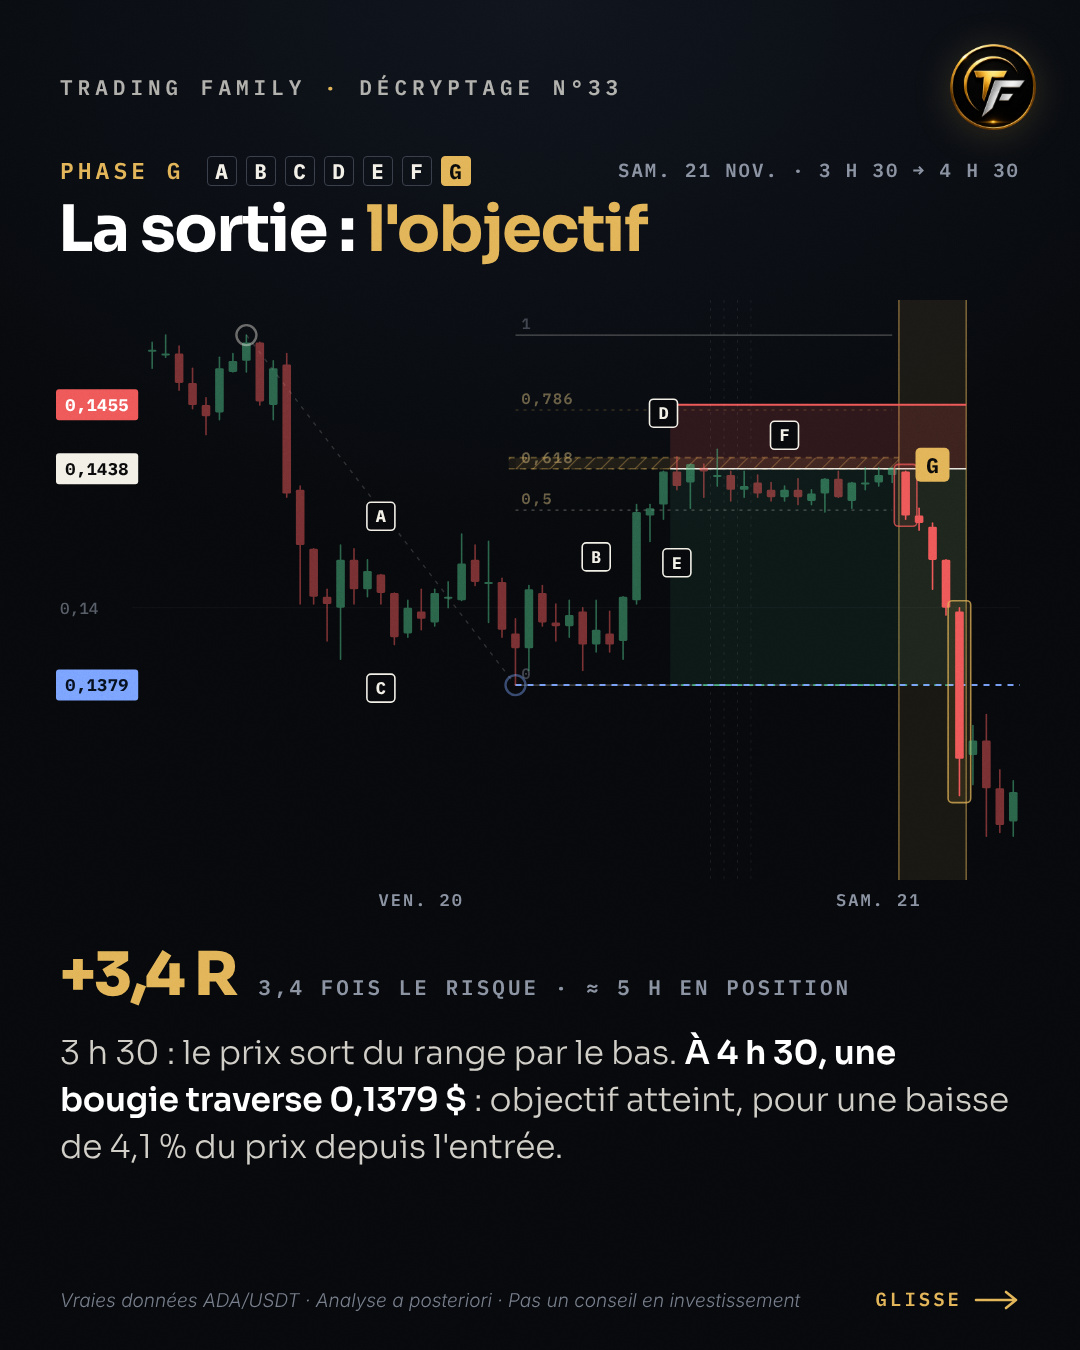 TRADING FAMILY · DÉCRYPTAGE N°33
TF
PHASE G A B C D E F G
SAM. 21 NOV. · 3 H 30 → 4 H 30
La sortie : l'objectif
1
0,1455
0,786
D
F
0,1438
0,618
G
0,5
A
B
E
0,14
0,1379
0
C
VEN. 20
SAM. 21
+3,4 R 3,4 FOIS LE RISQUE · ≈ 5 H EN POSITION
3 h 30 : le prix sort du range par le bas. À 4 h 30, une
bougie traverse 0,1379 $ : objectif atteint, pour une baisse
de 4,1 % du prix depuis l'entrée.
Vraies données ADA/USDT · Analyse a posteriori · Pas un conseil en investissement
GLISSE →